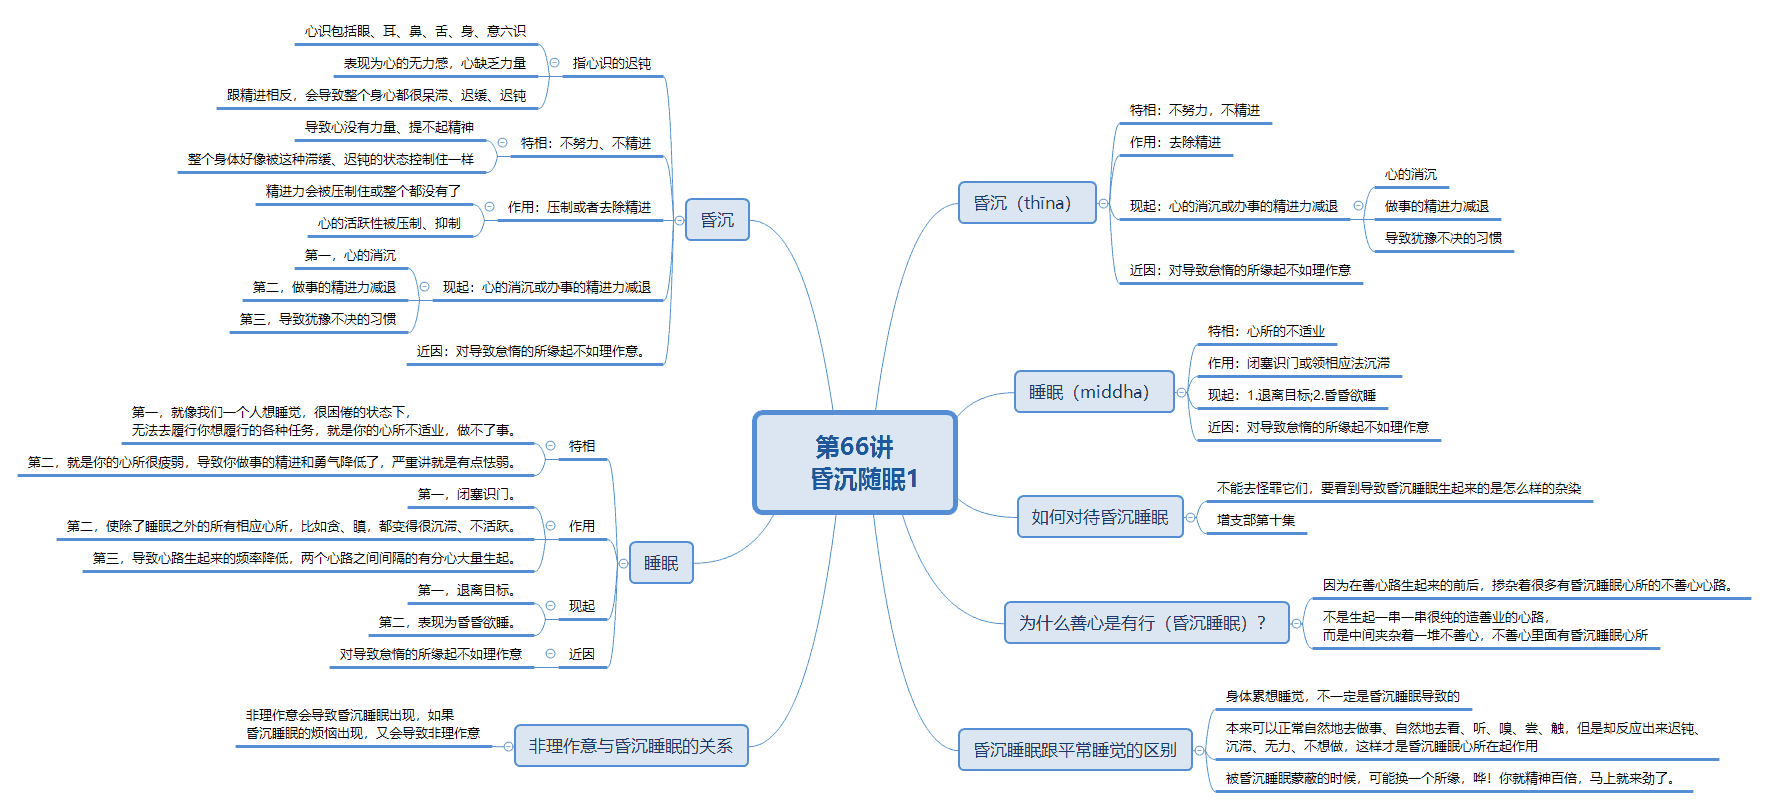 第66讲
昏沉随眠1
昏沉（thīna）
特相：不努力，不精进
作用：去除精进
现起：心的消沉或办事的精进力减退
心的消沉
做事的精进力减退
导致犹豫不决的习惯
近因：对导致怠惰的所缘起不如理作意
睡眠（middha）
特相：心所的不适业
作用：闭塞识门或领相应法沉滞
现起：1.退离目标;2.昏昏欲睡
近因：对导致怠惰的所缘起不如理作意
如何对待昏沉睡眠
不能去怪罪它们，要看到导致昏沉睡眠生起来的是怎么样的杂染
增支部第十集
为什么善心是有行（昏沉睡眠）？
因为在善心路生起来的前后，掺杂着很多有昏沉睡眠心所的不善心心路。
不是生起一串一串很纯的造善业的心路，
而是中间夹杂着一堆不善心，不善心里面有昏沉睡眠心所
昏沉睡眠跟平常睡觉的区别
身体累想睡觉，不一定是昏沉睡眠导致的
本来可以正常自然地去做事、自然地去看、听、嗅、尝、触，但是却反应出来迟钝、
沉滞、无力、不想做，这样才是昏沉睡眠心所在起作用
被昏沉睡眠蒙蔽的时候，可能换一个所缘，哗！你就精神百倍，马上就来劲了。
昏沉
指心识的迟钝
心识包括眼、耳、鼻、舌、身、意六识
表现为心的无力感，心缺乏力量
跟精进相反，会导致整个身心都很呆滞、迟缓、迟钝
特相：不努力、不精进
导致心没有力量、提不起精神
整个身体好像被这种滞缓、迟钝的状态控制住一样
作用：压制或者去除精进
精进力会被压制住或整个都没有了
心的活跃性被压制、抑制
现起：心的消沉或办事的精进力减退
第一，心的消沉
第二，做事的精进力减退
第三，导致犹豫不决的习惯
近因：对导致怠惰的所缘起不如理作意。
睡眠
特相
第一，就像我们一个人想睡觉，很困倦的状态下，
无法去履行你想履行的各种任务，就是你的心所不适业，做不了事。
第二，就是你的心所很疲弱，导致你做事的精进和勇气降低了，严重讲就是有点怯弱。
作用
第一，闭塞识门。
第二，使除了睡眠之外的所有相应心所，比如贪、瞋，都变得很沉滞、不活跃。
第三，导致心路生起来的频率降低，两个心路之间间隔的有分心大量生起。
现起
第一，退离目标。
第二，表现为昏昏欲睡。
近因
对导致怠惰的所缘起不如理作意
非理作意与昏沉睡眠的关系
非理作意会导致昏沉睡眠出现，如果
昏沉睡眠的烦恼出现，又会导致非理作意